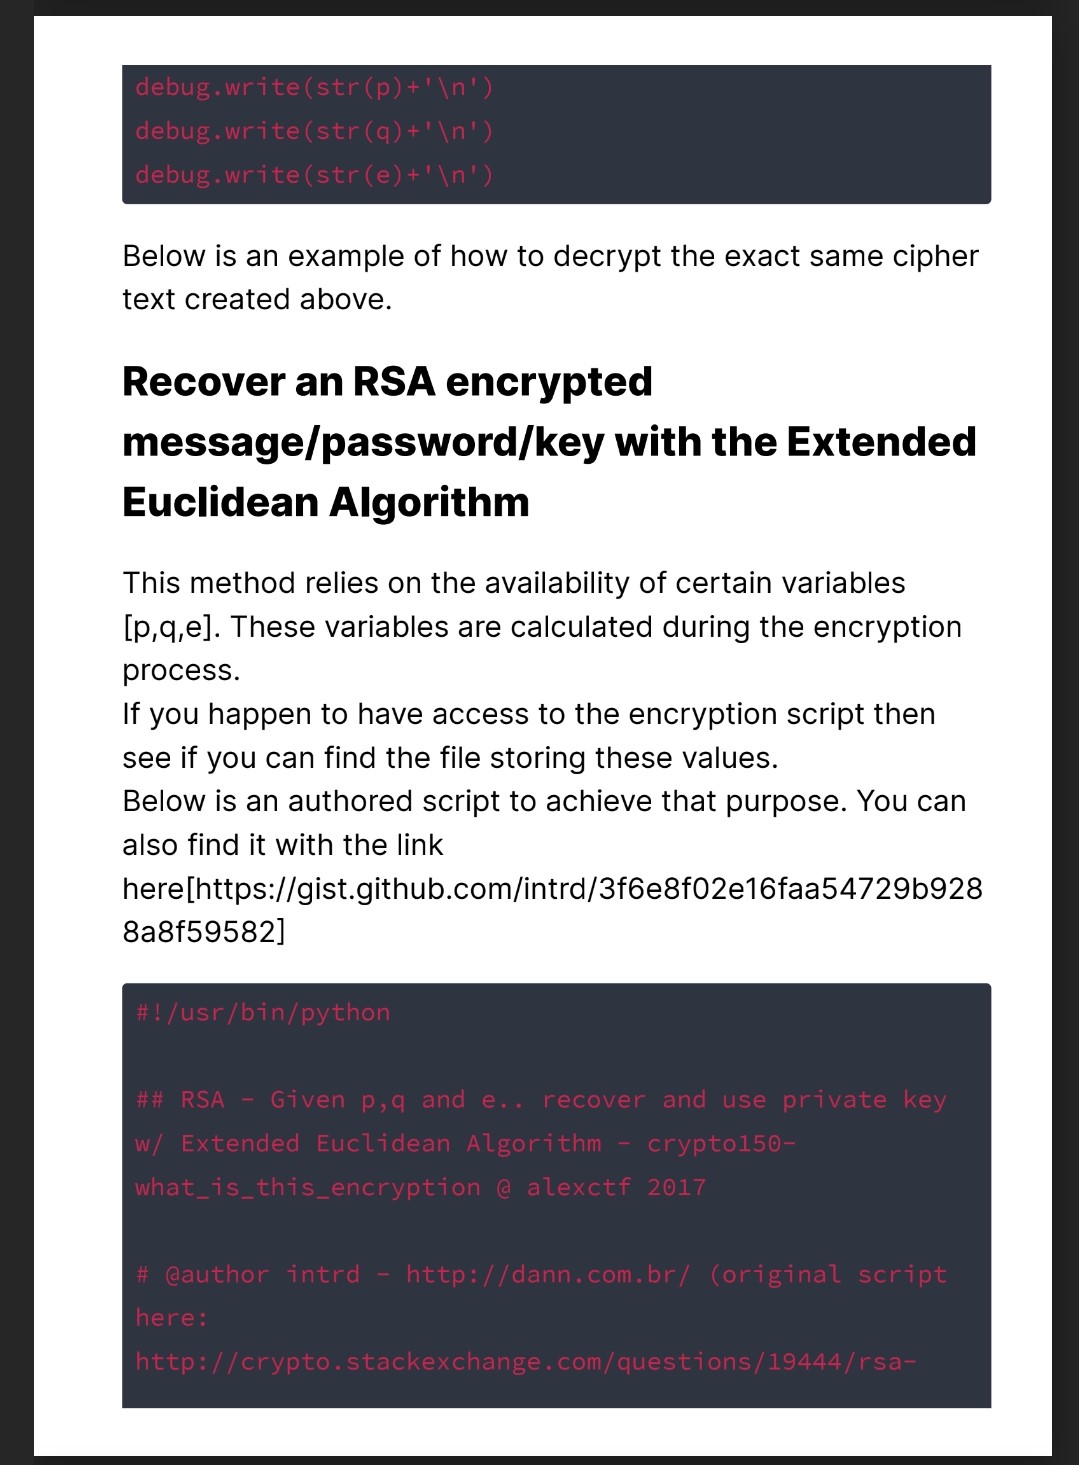 debug.write(str(p)+'\n')
debug.write(str(q)+'\n')
debug.write(str(e)+'\n')
Below is an example of how to decrypt the exact same cipher
text created above.
Recover an RSA encrypted
message/password/key with the Extended
Euclidean Algorithm
This method relies on the availability of certain variables
[p,q,e]. These variables are calculated during the encryption
process.
If you happen to have access to the encryption script then
see if you can find the file storing these values.
Below is an authored script to achieve that purpose. You can
also find it with the link
here[https://gist.github.com/intrd/3f6e8f02e16faa54729b928
8a8f59582]
#!/usr/bin/python
## RSA - Given p,q and e.. recover and use private key
w/ Extended Euclidean Algorithm - crypto150-
what_is_this_encryption @ alexctf 2017
# @author intrd - http://dann.com.br/ (original script
here:
http://crypto.stackexchange.com/questions/19444/rsa-